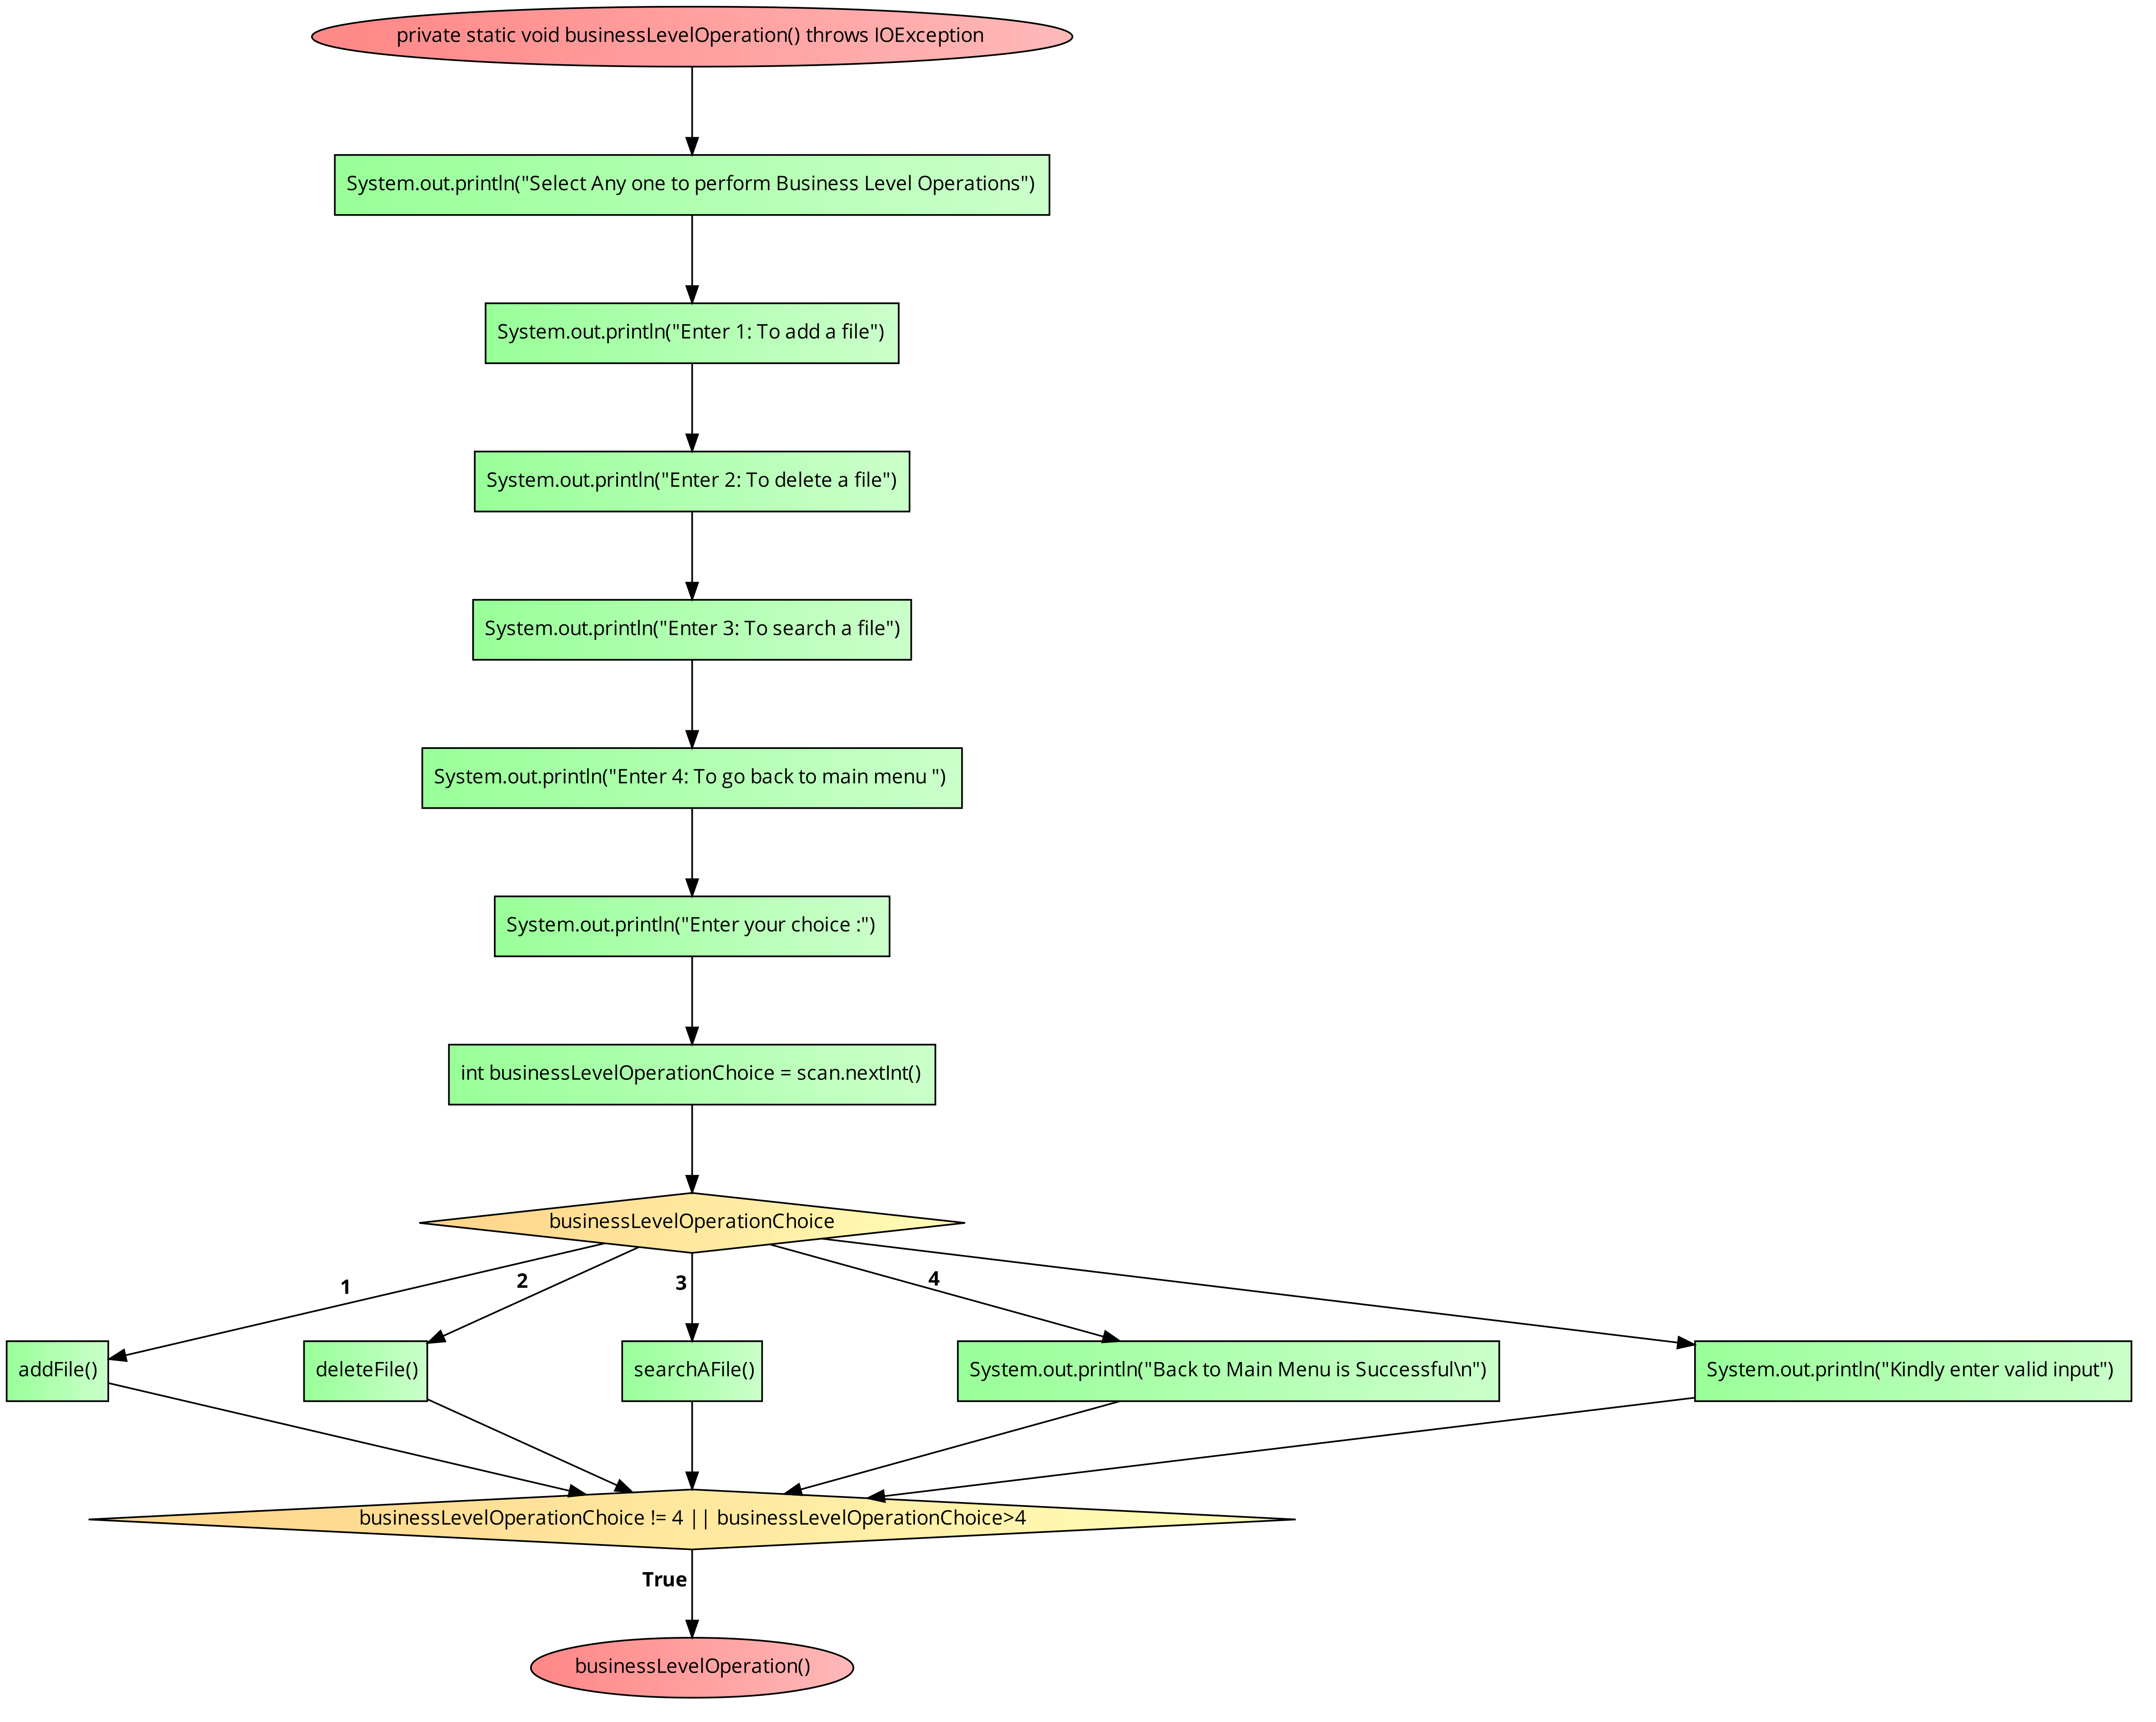 private static void businessLevelOperation() throws IOException
System.out.println("Select Any one to perform Business Level Operations")
System.out.println("Enter 1: To add a file")
System.out.println("Enter 2: To delete a file")
System.out.println("Enter 3: To search a file")
System.out.println("Enter 4: To go back to main menu ")
System.out.println("Enter your choice :")
int businessLevelOperationChoice = scan.nextInt()
businessLevelOperationChoice
1
2
3
4
addFile()
deleteFile()
searchAFile()
System.out.println("Back to Main Menu is Successful\n")
System.out.println("Kindly enter valid input")
businessLevelOperationChoice != 4 || businessLevelOperationChoice>4
True
businessLevelOperation()